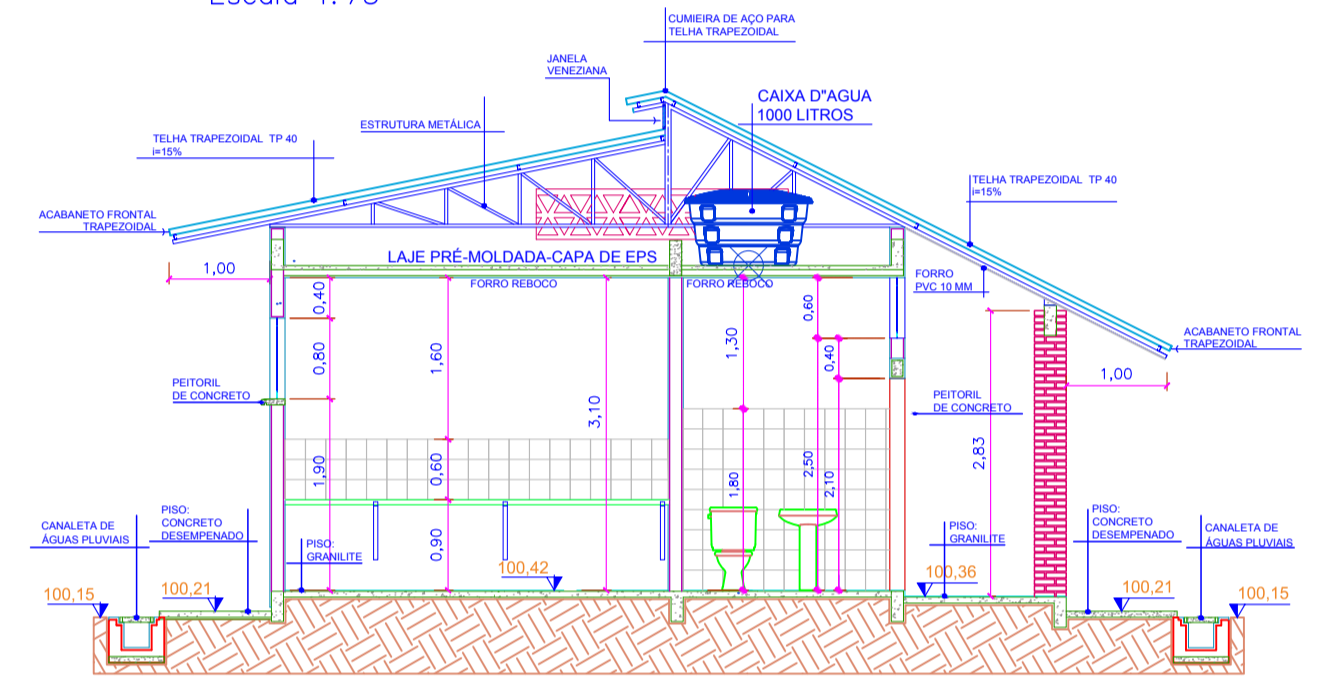 CUMIEIRA DE AÇO PARA
TELHA TRAPEZOIDAL
JANELA
VENEZIANA
CAIXA D"AGUA
1000 LITROS
ESTRUTURA METÁLICA
TELHA TRAPEZOIDAL TP 40
i=15%
TELHA TRAPEZOIDAL TP 40
i=15%
ACABANETO FRONTAL
TRAPEZOIDAL
LAJE PRÉ-MOLDADA-CAPA DE EPS
1,00
FORRO REBOCO
FORRO REBOCO
FORRO
PVC 10 MM
0,40
0,60
ACABANETO FRONTAL
TRAPEZOIDAL
0,80
1,60
1,30
0,40
1,00
PEITORIL
DE CONCRETO
3,10
PEITORIL
DE CONCRETO
2,83
1,90
0,60
1,80
2,50
2,10
CANALETA DE
ÁGUAS PLUVIAIS
PISO:
CONCRETO
DESEMPENADO
PISO:
GRANILITE
0,90
PISO:
GRANILITE
PISO:
CONCRETO
DESEMPENADO
CANALETA DE
ÁGUAS PLUVIAIS
100,15
100,21
100,42
100,36
100,21
100,15